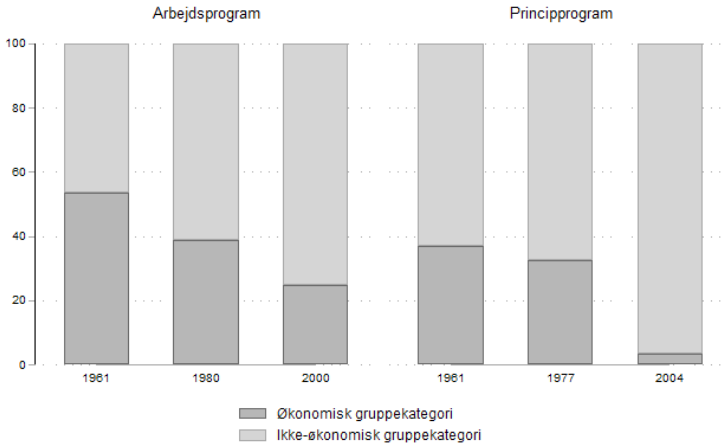 Arbejdsprogram Principprogram
100
80
60
40
20
0
1961 1980 2000 1961 1977 2004
Økonomisk gruppekategori
Ikke-økonomisk gruppekategori